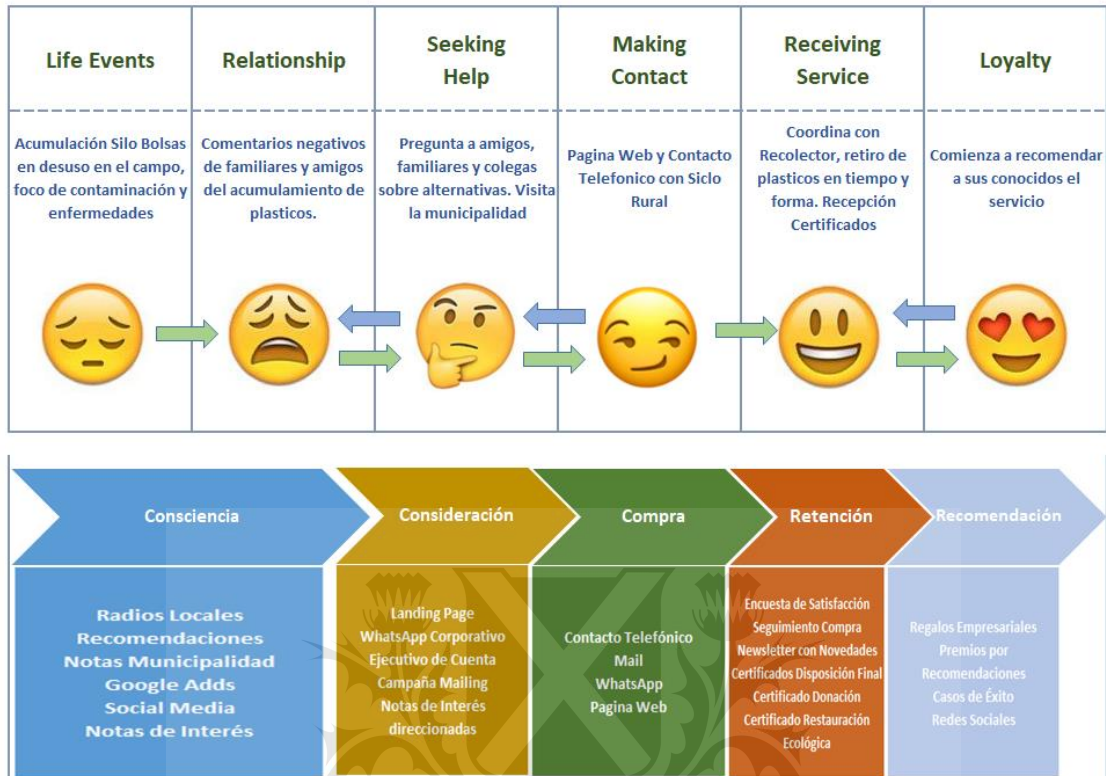 Life Events
Relationship
Seeking
Help
Making
Contact
Receiving
Service
Loyalty
Acumulación Silo Bolsas
en desuso en el campo,
foco de contaminación y
enfermedades
Comentarios negativos
de familiares y amigos
del acumulamiento de
plasticos.
Pregunta a amigos,
familiares y colegas
sobre alternativas. Visita
la municipalidad
Pagina Web y Contacto
Telefonico con Siclo
Rural
Coordina con
Recolector, retiro de
plasticos en tiempo y
forma. Recepción
Certificados
Comienza a recomendar
a sus conocidos el
servicio
Consciencia
Consideración
Compra
Retención
Recomendación
Radios Locales
Recomendaciones
Notas Municipalidad
Google Adds
Social Media
Notas de Interés
Landing Page
WhatsApp Corporativo
Ejecutivo de Cuenta
Campaña Mailing
Notas de Interés
direccionadas
Contacto Telefónico
Mail
WhatsApp
Pagina Web
Encuesta de Satisfacción
Seguimiento Compra
Newsletter con Novedades
Certificados Disposición Final
Certificado Donación
Certificado Restauración
Ecológica
Regalos Empresariales
Premios por
Recomendaciones
Casos de Éxito
Redes Sociales